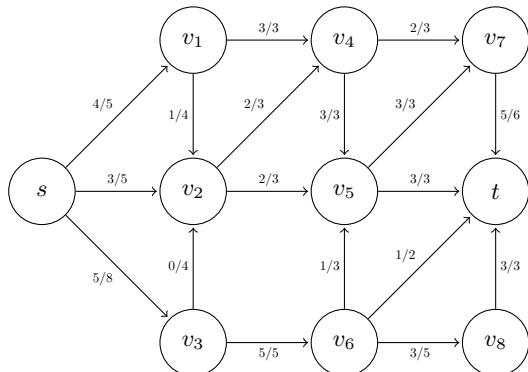 v1 3/3 v4 2/3 v7
4/5 1/4 2/3 3/3 3/3 5/6
s 3/5 v2 2/3 v5 3/3 t
5/8 0/4 1/3 1/2 3/3
v3 5/5 v6 3/5 v8